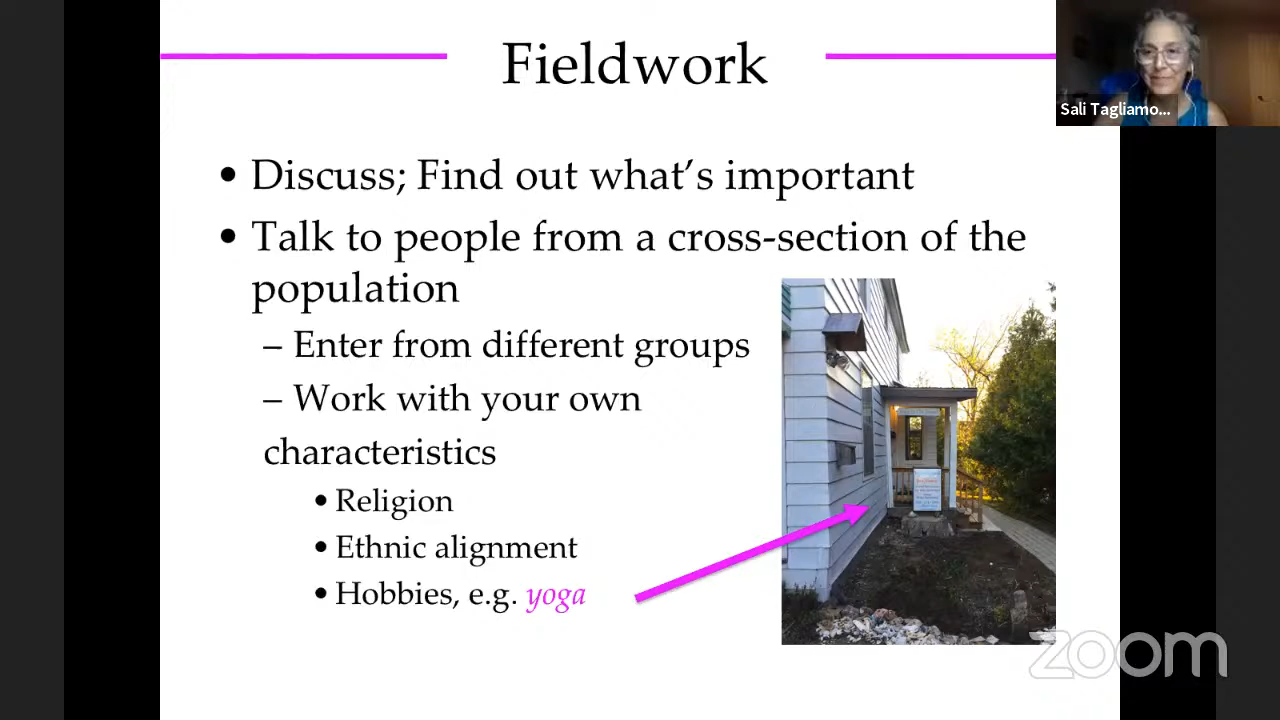 Fieldwork
Sali Tagliamo...
• Discuss; Find out what's important
• Talk to people from a cross-section of the
population
– Enter from different groups
– Work with your own
characteristics
• Religion
• Ethnic alignment
• Hobbies, e.g. yoga
zoom